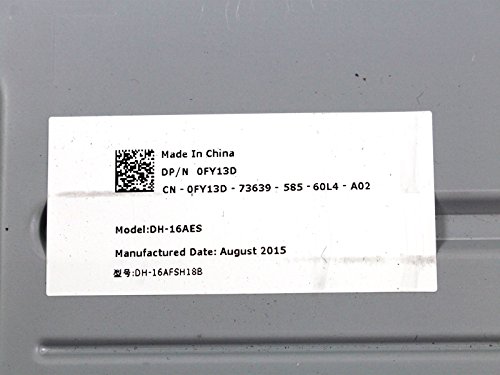 Made In China
DP/N 0FY13D
CN - 0FY13D - 73639 - 585 - 60L4 - A02
Model:DH-16AES
Manufactured Date: August 2015
型号:DH-16AFSH18B